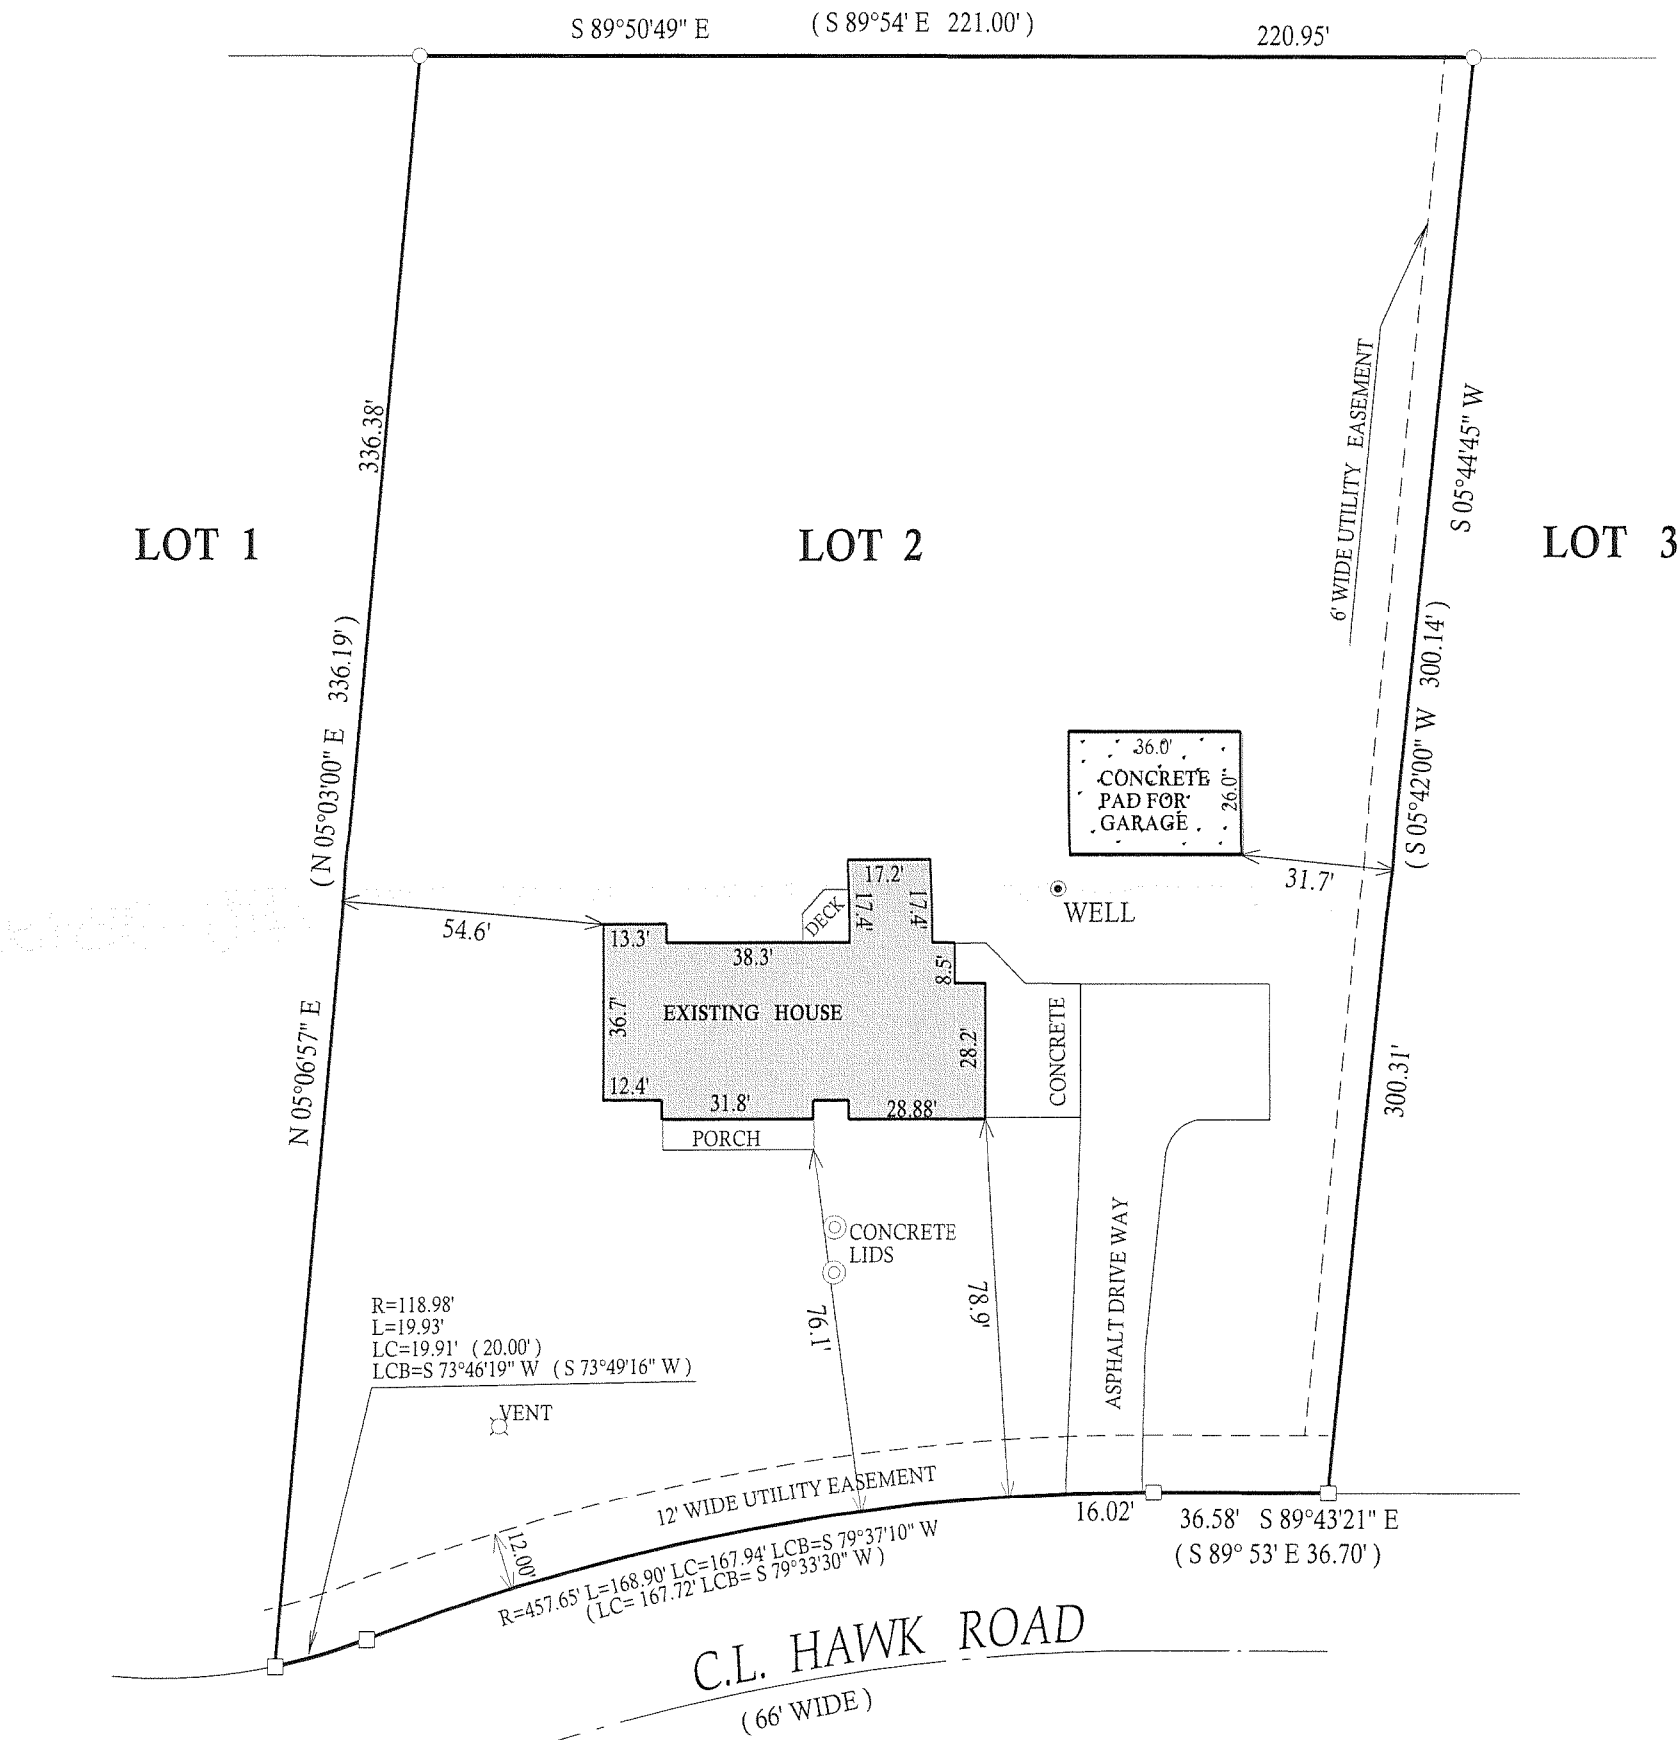 S 89°50'49" E
( S 89°54' E 221.00' )
220.95'
336.38'
( N 05°03'00" E 336.19' )
N 05°06'57" E
LOT 1
LOT 2
LOT 3
6' WIDE UTILITY EASEMENT
S 05°44'45" W
( S 05°42'00" W 300.14' )
300.31'
36.0'
CONCRETE
PAD FOR
GARAGE
26.0"
31.7'
WELL
54.6'
DECK
17.2'
17.4'
17.4'
13.3'
38.3'
8.5'
36.7'
EXISTING HOUSE
28.2'
CONCRETE
12.4'
31.8'
28.88'
PORCH
CONCRETE
LIDS
76.1'
78.9'
ASPHALT DRIVE WAY
R=118.98'
L=19.93'
LC=19.91' ( 20.00' )
LCB=S 73°46'19" W ( S 73°49'16" W )
VENT
12' WIDE UTILITY EASEMENT
12.00'
R=457.65' L=168.90' LC=167.94' LCB=S 79°37'10" W
( LC= 167.72' LCB= S 79°33'30" W )
16.02'
36.58' S 89°43'21" E
( S 89° 53' E 36.70' )
C.L. HAWK ROAD
( 66' WIDE )